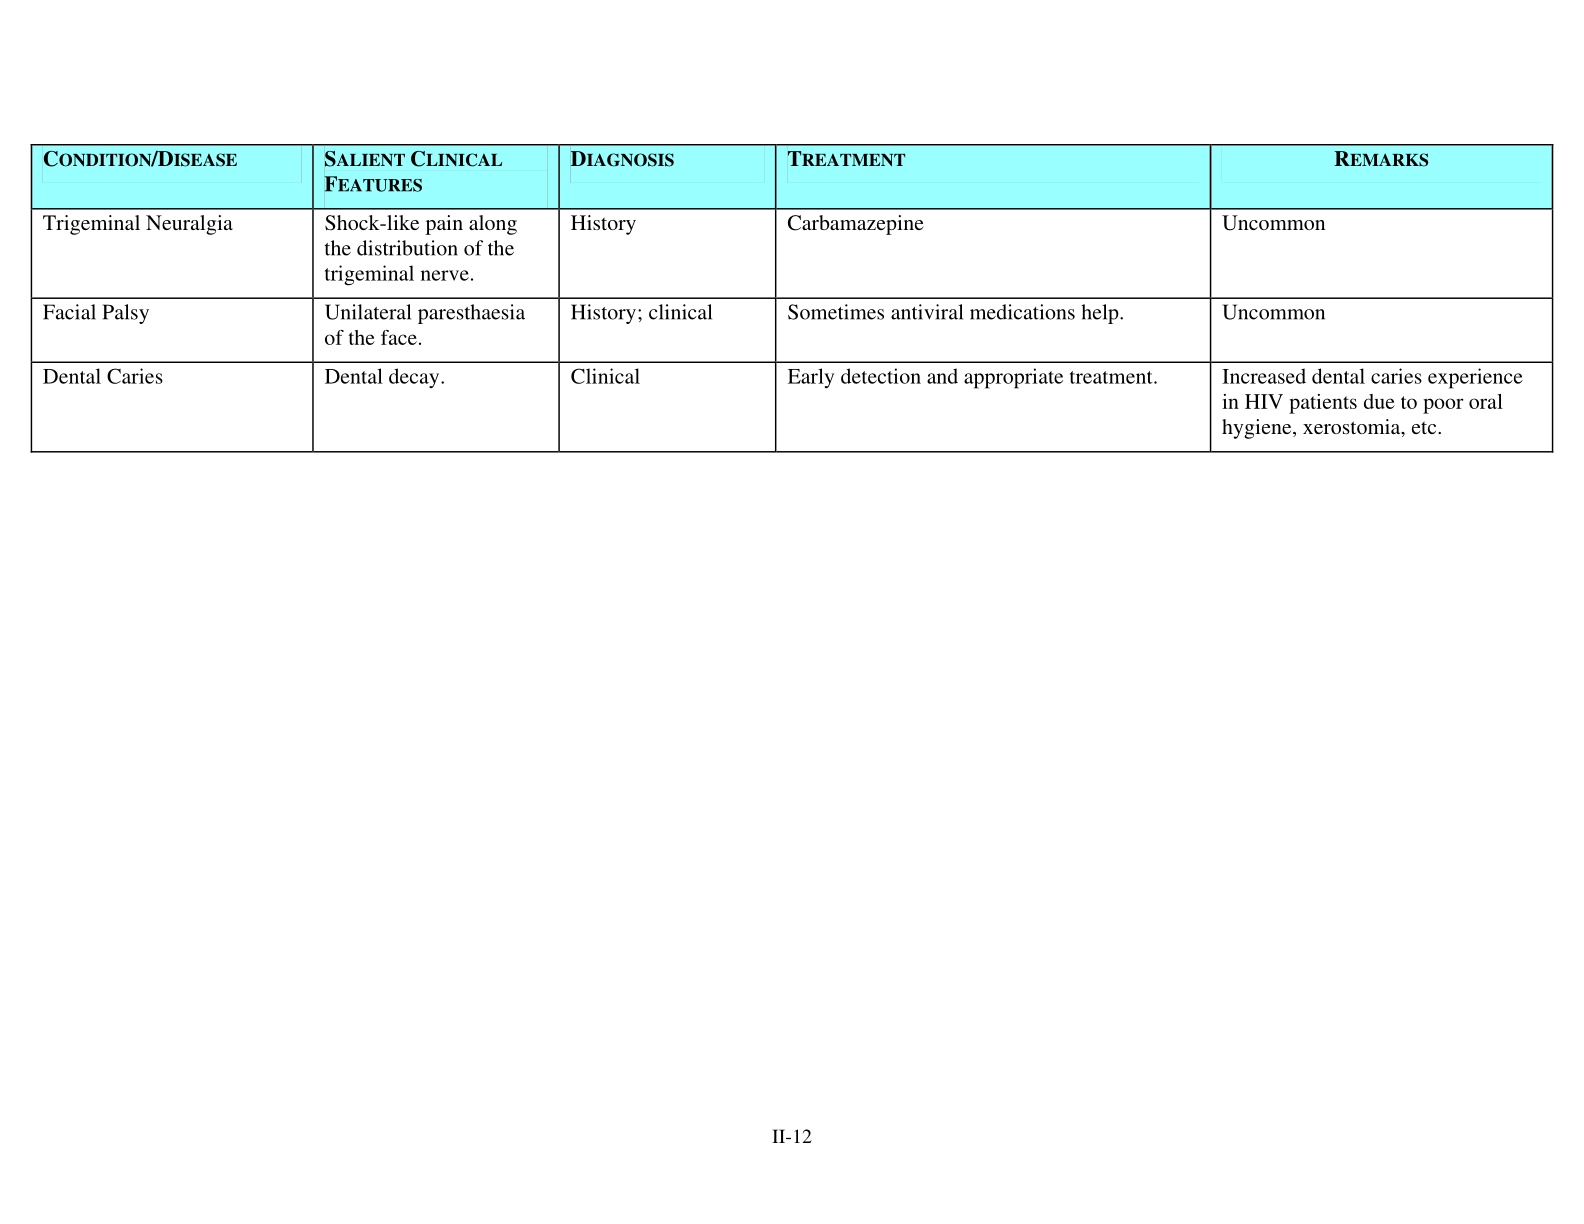 CONDITION/DISEASE
SALIENT CLINICAL
FEATURES
DIAGNOSIS
TREATMENT
REMARKS
Trigeminal Neuralgia
Shock-like pain along
the distribution of the
trigeminal nerve.
History
Carbamazepine
Uncommon
Facial Palsy
Unilateral paresthaesia
of the face.
History; clinical
Sometimes antiviral medications help.
Uncommon
Dental Caries
Dental decay.
Clinical
Early detection and appropriate treatment.
Increased dental caries experience
in HIV patients due to poor oral
hygiene, xerostomia, etc.
II-12